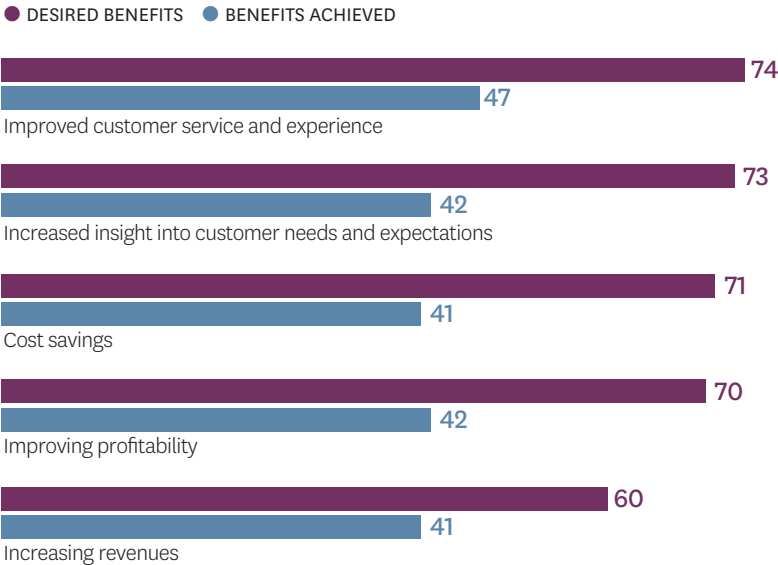 DESIRED BENEFITS BENEFITS ACHIEVED
74
47
Improved customer service and experience
73
42
Increased insight into customer needs and expectations
71
41
Cost savings
70
42
Improving profitability
60
41
Increasing revenues